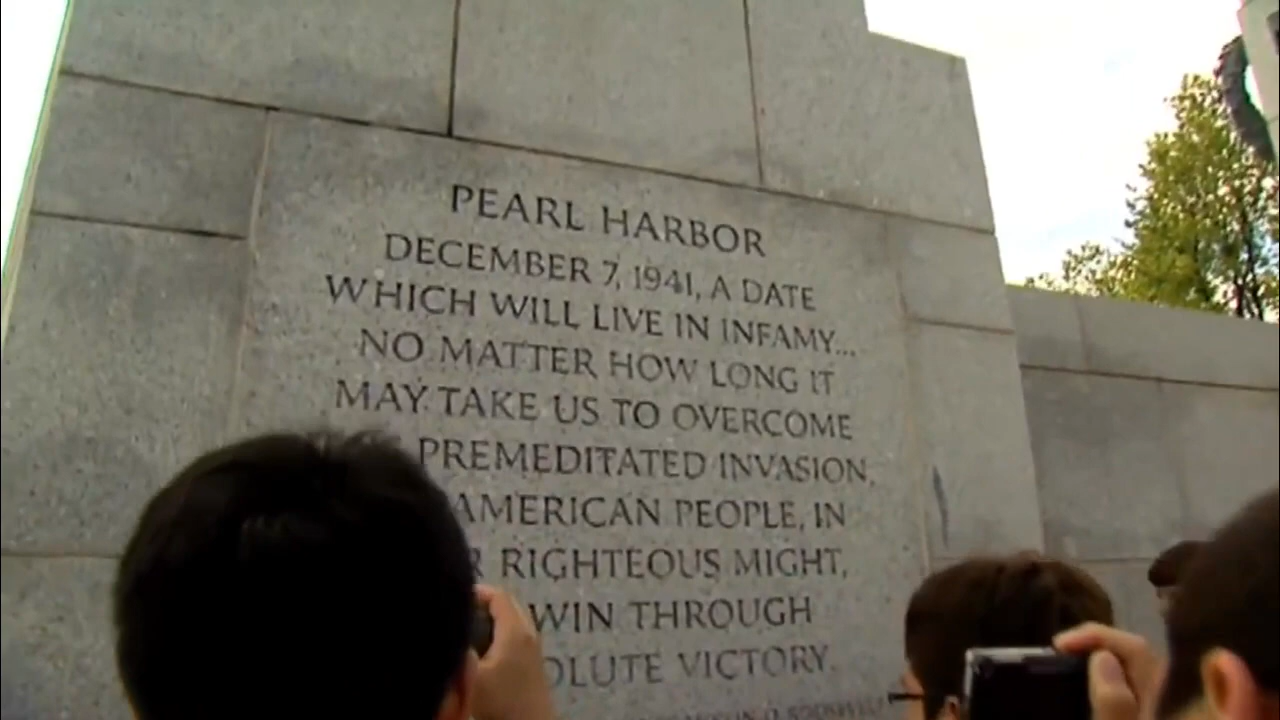 PEARL HARBOR
DECEMBER 7, 1941, A DATE
WHICH WILL LIVE IN INFAMY...
NO MATTER HOW LONG IT
MAY TAKE US TO OVERCOME
PREMEDITATED INVASION,
AMERICAN PEOPLE, IN
RIGHTEOUS MIGHT,
WIN THROUGH
OLUTE VICTORY.